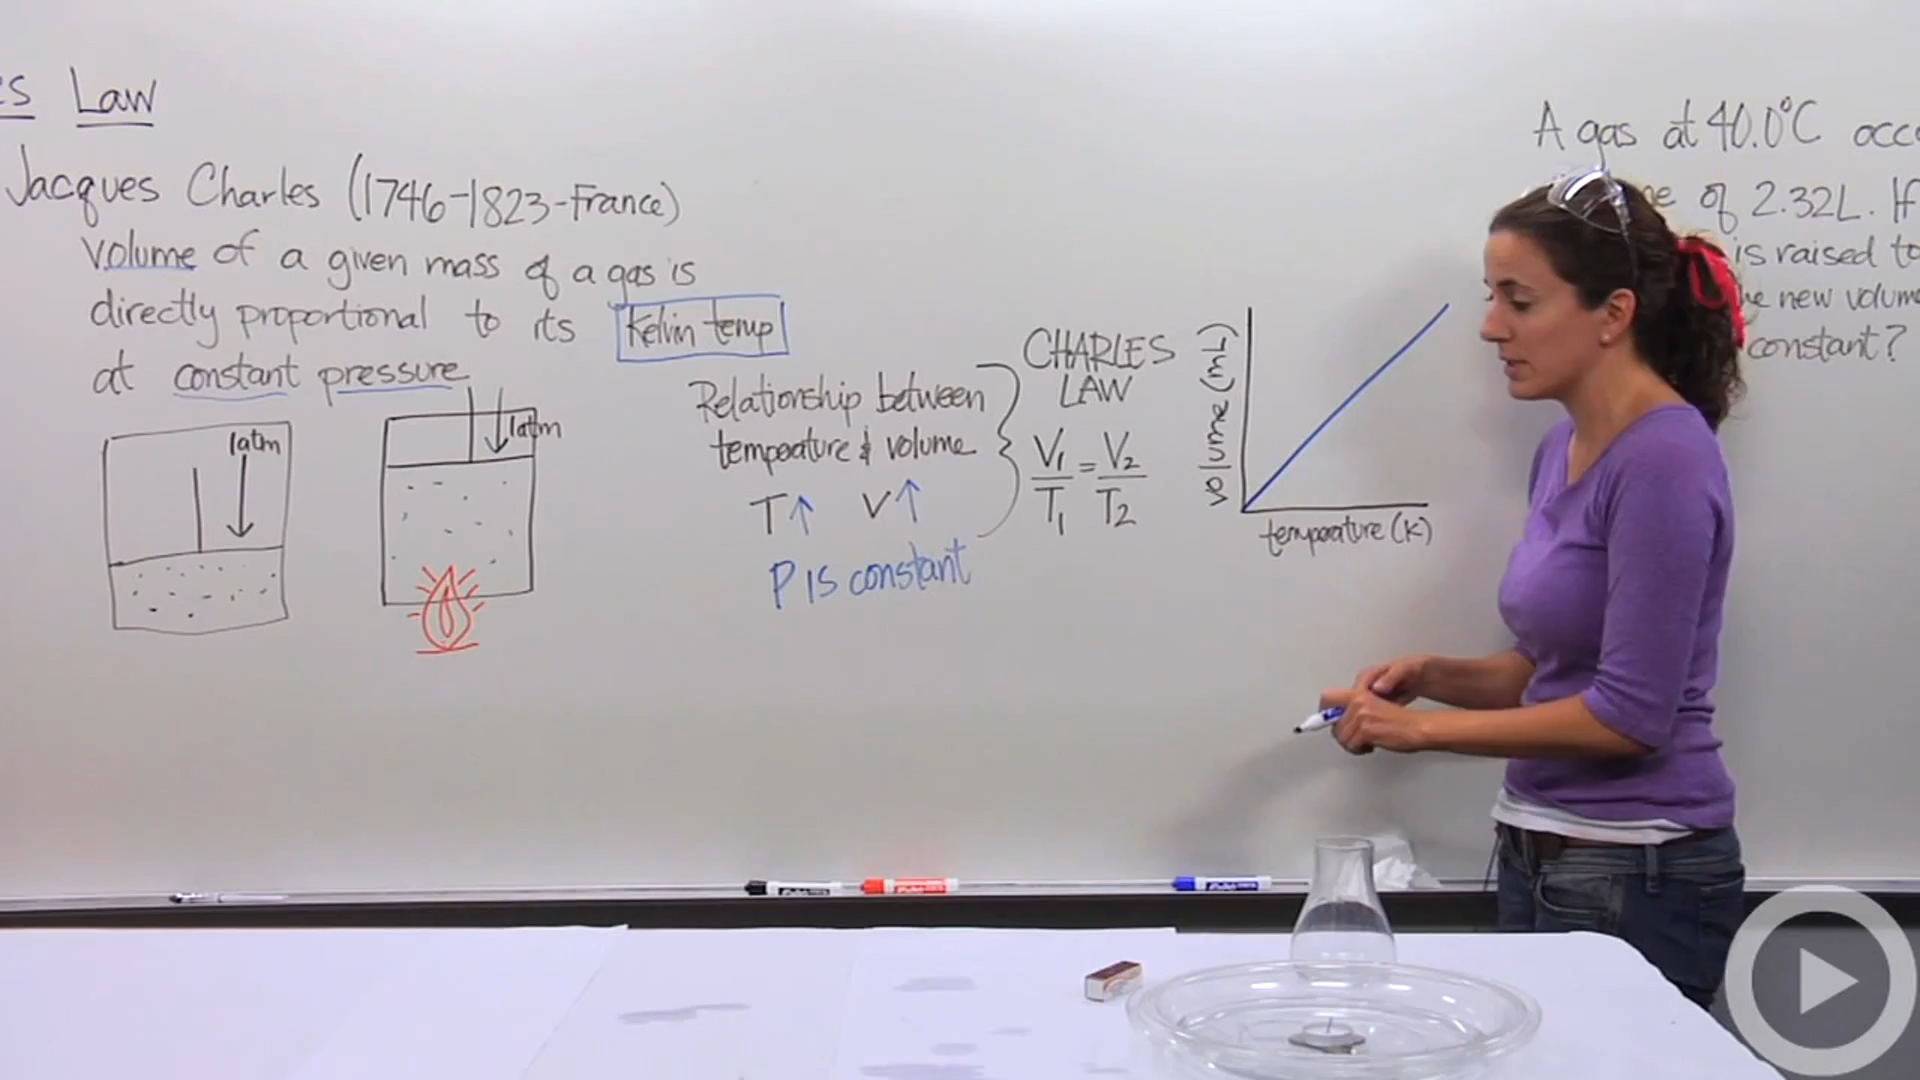 es Law
Jacques Charles (1746-1823-France)
volume of a given mass of a gas is
directly proportional to its Kelvin temp
at constant pressure
1atm
1atm
Relationship between
temperature & volume
T↑ V↑
P is constant
CHARLES
LAW
V₁/T₁ = V₂/T₂
volume (mL)
temperature (K)
A gas at 40.0°C occ
e of 2.32L. If
is raised to
new volum
constant?